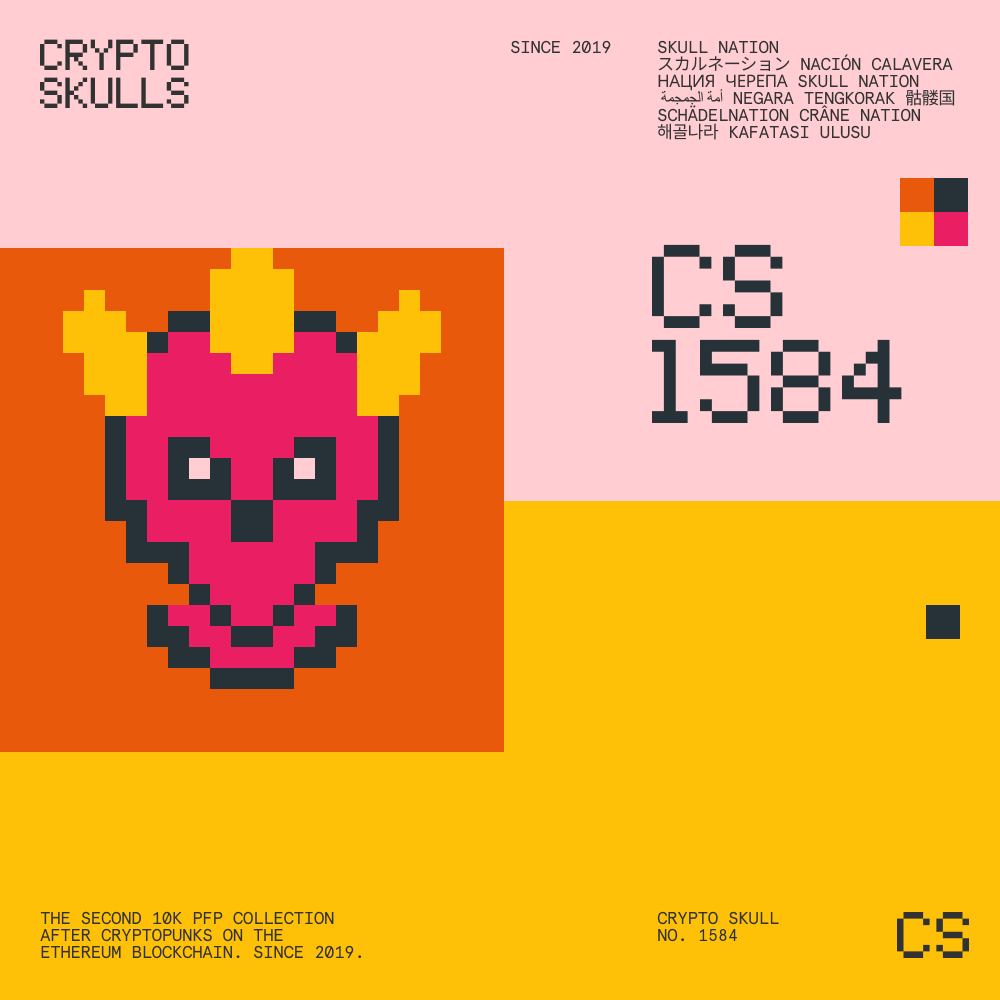 CRYPTO
SKULLS
SINCE 2019
SKULL NATION
スカルネーション NACIÓN CALAVERA
НАЦИЯ ЧЕРЕПА SKULL NATION
أمة الجمجمة NEGARA TENGKORAK 骷髅国
SCHÄDELNATION CRÂNE NATION
해골나라 KAFATASI ULUSU
CS
1584
THE SECOND 10K PFP COLLECTION
AFTER CRYPTOPUNKS ON THE
ETHEREUM BLOCKCHAIN. SINCE 2019.
CRYPTO SKULL
NO. 1584
CS